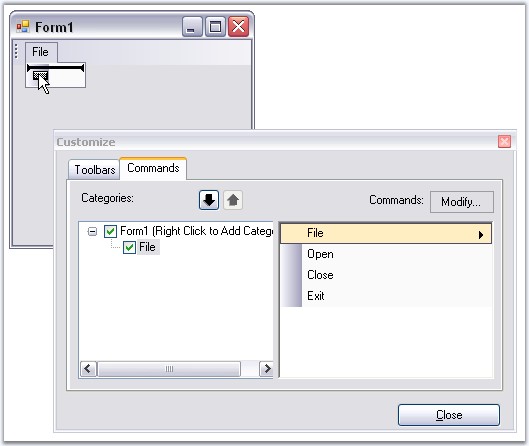 Form1
File
Customize
Toolbars
Commands
Categories:
Commands:
Modify...
Form1 (Right Click to Add Catego
File
File
Open
Close
Exit
Close